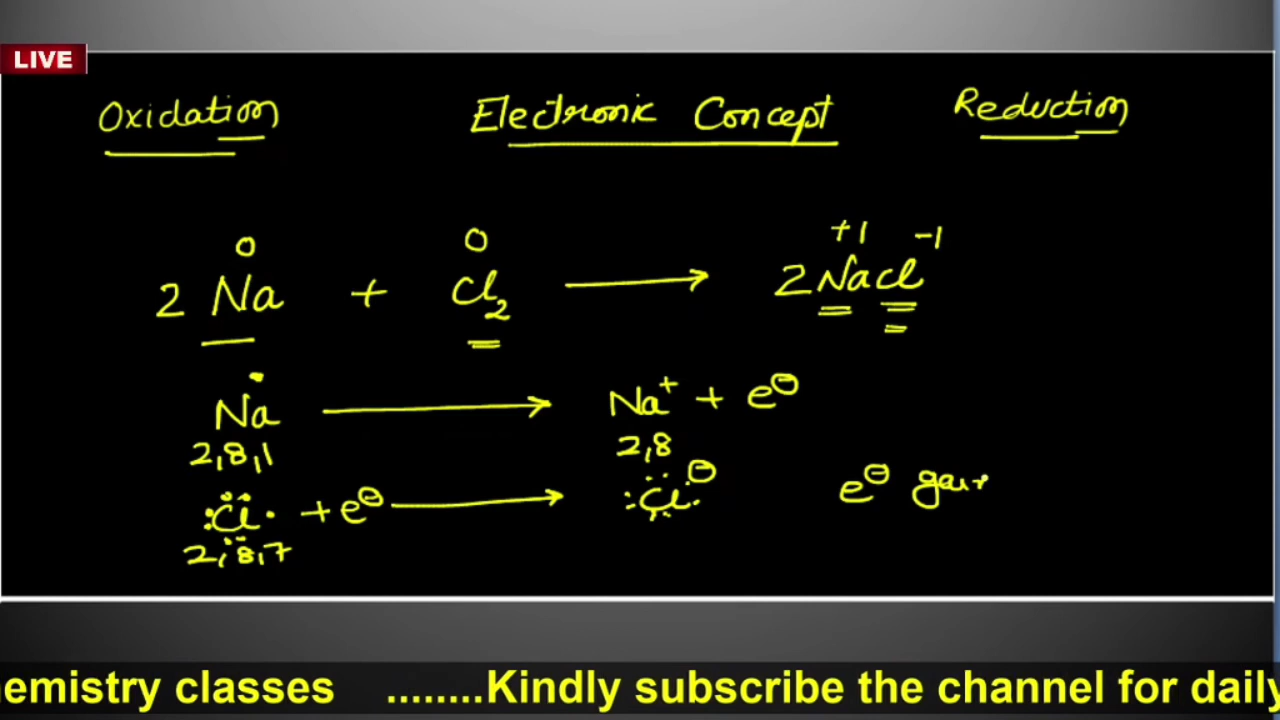 LIVE
Oxidation Electronic Concept Reduction
0 0 +1 -1
2 Na + Cl₂ ⟶ 2NaCl
Na ⟶ Na⁺ + e⊖
2,8,1 2,8
:Cl· + e⊖ ⟶ :Cl:⊖ e⊖ gain
2,8,7
hemistry classes ........Kindly subscribe the channel for daily